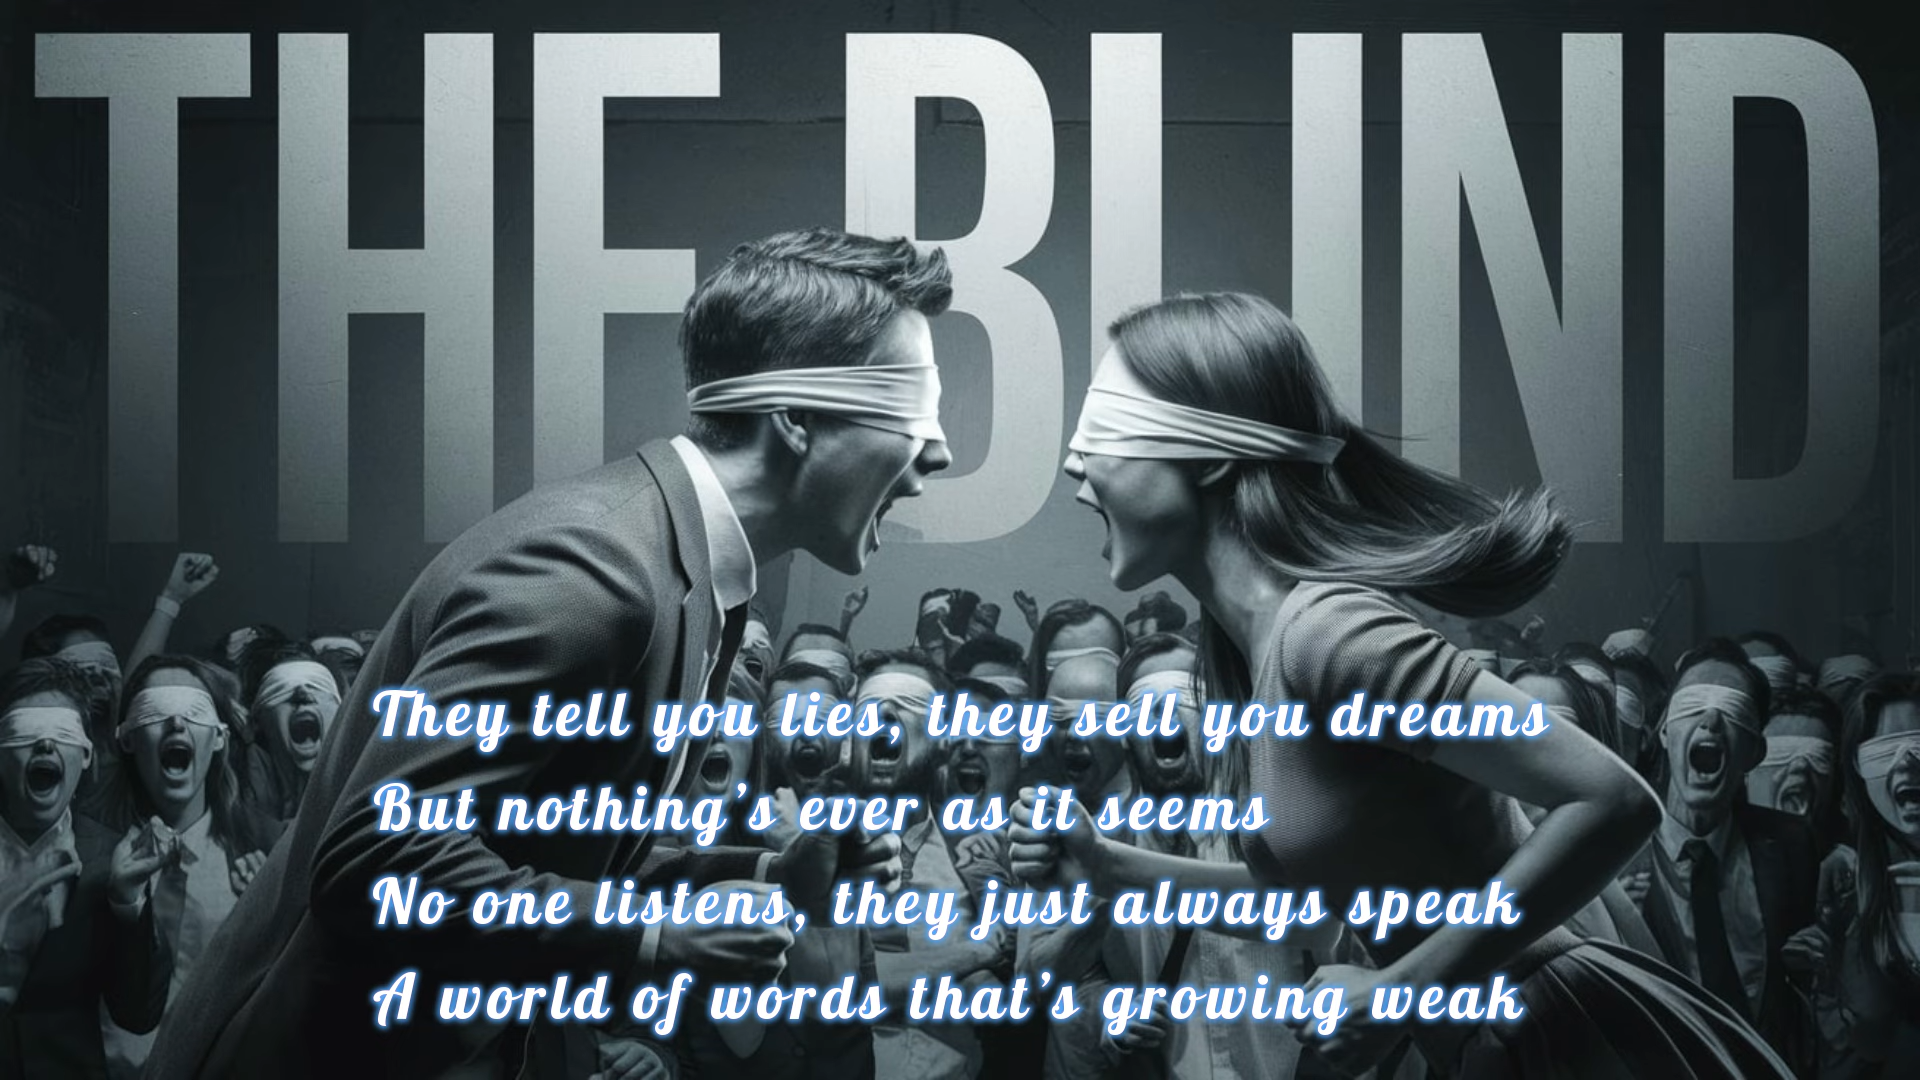 THE BLIND
They tell you lies, they sell you dreams
But nothing’s ever as it seems
No one listens, they just always speak
A world of words that’s growing weak